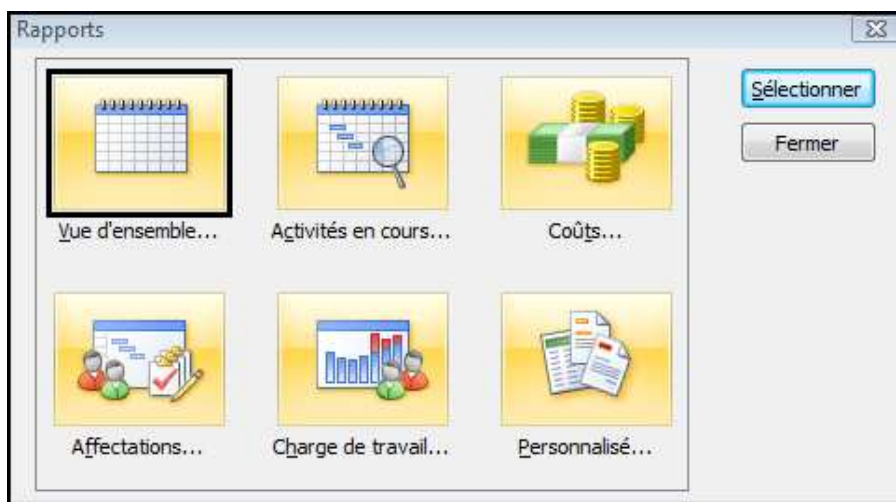 Rapports
Sélectionner
Fermer
Vue d'ensemble...
Activités en cours...
Coûts...
Affectations...
Charge de travail...
Personnalisé...